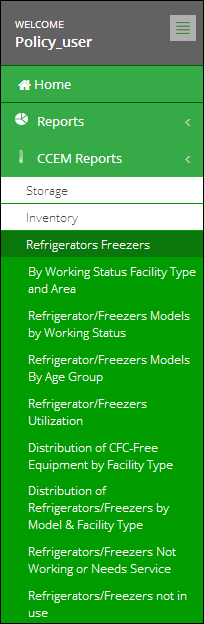 WELCOME
Policy_user
Home
Reports
CCEM Reports
Storage
Inventory
Refrigerators Freezers
By Working Status Facility Type
and Area
Refrigerator/Freezers Models
by Working Status
Refrigerator/Freezers Models
By Age Group
Refrigerator/Freezers
Utilization
Distribution of CFC-Free
Equipment by Facility Type
Distribution of
Refrigerators/Freezers by
Model & Facility Type
Refrigerators/Freezers Not
Working or Needs Service
Refrigerators/Freezers not in
use